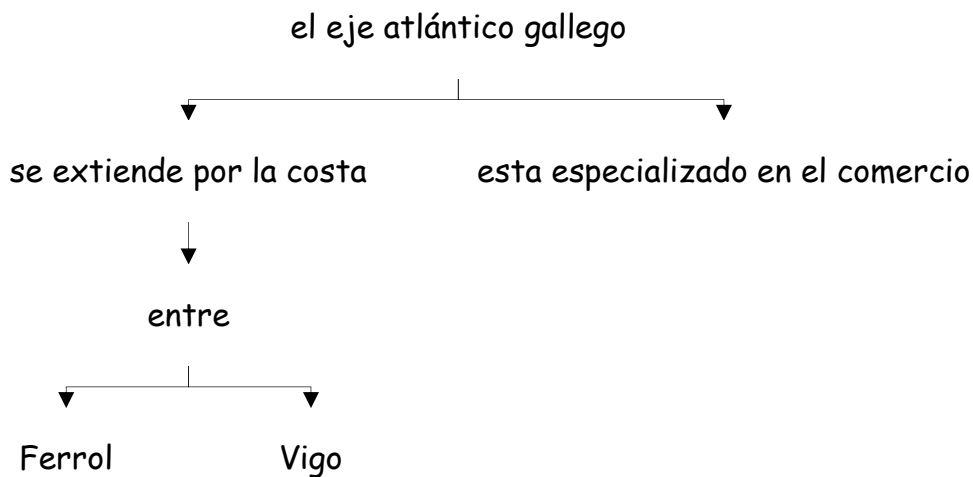 el eje atlántico gallego
se extiende por la costa
esta especializado en el comercio
entre
Ferrol
Vigo